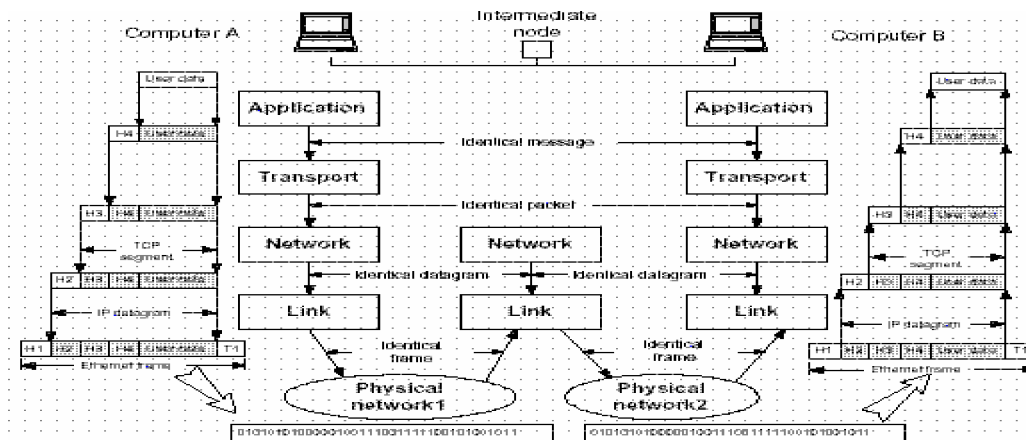 Intermediate
node
Computer A
Computer B
User data
User data
Application
Application
H4 User data
H4 User data
Identical message
Transport
Transport
Identical packet
H3 H4 User data
H3 H4 User data
TCP
segment
TCP
segment
Network
Network
Network
Identical datagram
Identical datagram
H2 H3 H4 User data
H2 H3 H4 User data
IP datagram
IP datagram
Link
Link
Link
H1 H2 H3 H4 User data T1
H1 H2 H3 H4 User data
Ethernet frame
Ethernet frame
Identical
frame
Identical
frame
Physical
network1
Physical
network2